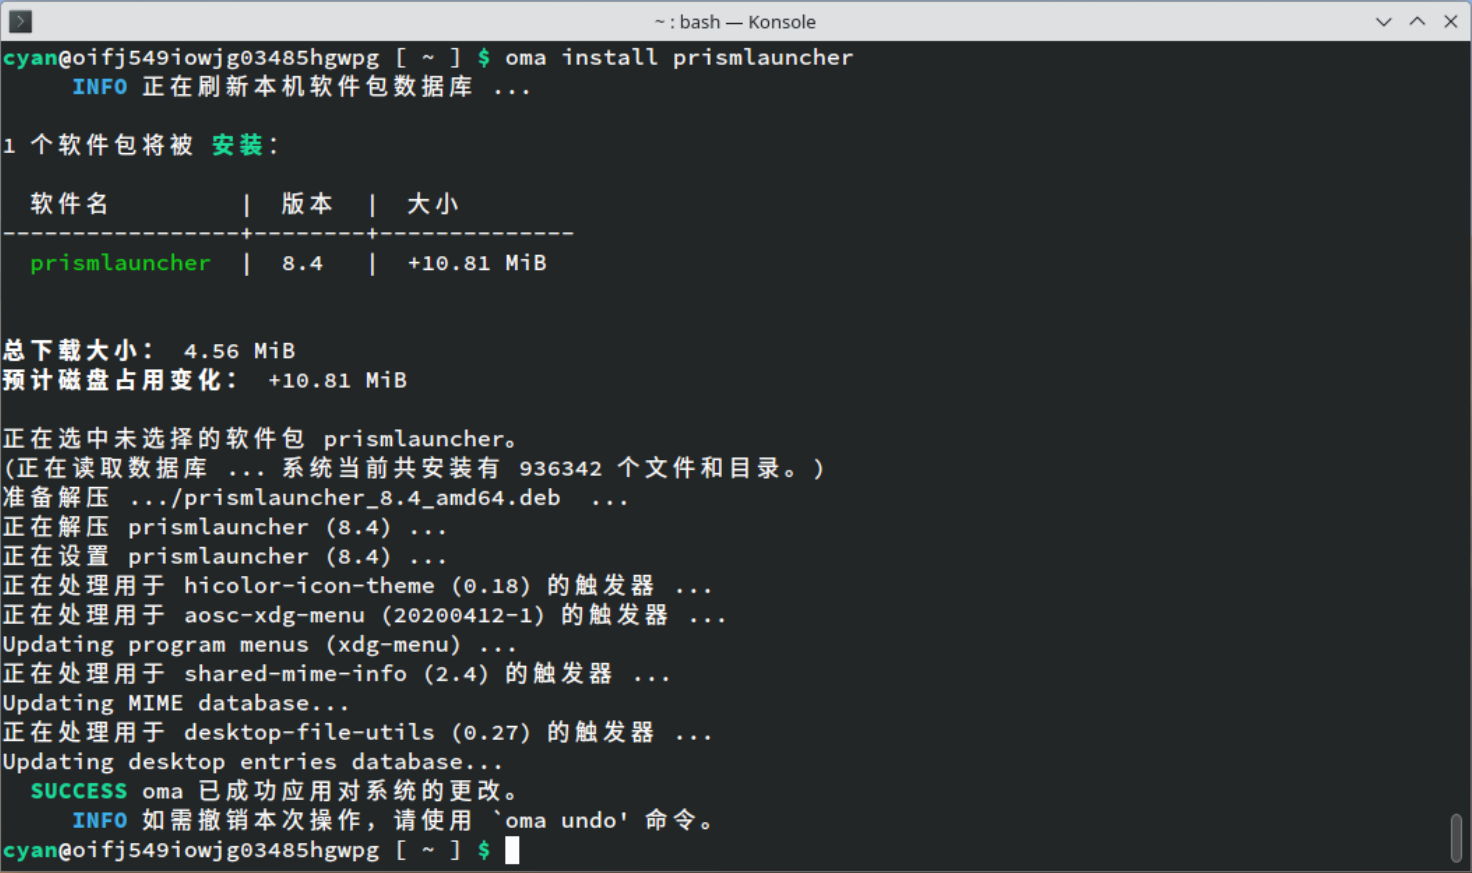 ~ : bash — Konsole
cyan@oifj549iowjg03485hgwpg [ ~ ] $ oma install prismlauncher
INFO 正在刷新本机软件包数据库 ...
1 个软件包将被 安装：
软件名 | 版本 | 大小
-----------------+--------+--------------
prismlauncher | 8.4 | +10.81 MiB
总下载大小： 4.56 MiB
预计磁盘占用变化： +10.81 MiB
正在选中未选择的软件包 prismlauncher。
(正在读取数据库 ... 系统当前共安装有 936342 个文件和目录。)
准备解压 .../prismlauncher_8.4_amd64.deb  ...
正在解压 prismlauncher (8.4) ...
正在设置 prismlauncher (8.4) ...
正在处理用于 hicolor-icon-theme (0.18) 的触发器 ...
正在处理用于 aosc-xdg-menu (20200412-1) 的触发器 ...
Updating program menus (xdg-menu) ...
正在处理用于 shared-mime-info (2.4) 的触发器 ...
Updating MIME database...
正在处理用于 desktop-file-utils (0.27) 的触发器 ...
Updating desktop entries database...
SUCCESS oma 已成功应用对系统的更改。
INFO 如需撤销本次操作，请使用 `oma undo' 命令。
cyan@oifj549iowjg03485hgwpg [ ~ ] $